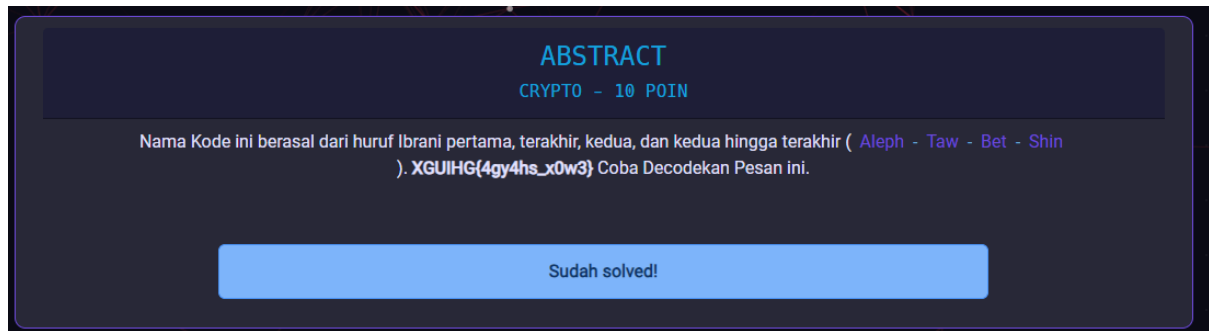 ABSTRACT
CRYPTO - 10 POIN
Nama Kode ini berasal dari huruf Ibrani pertama, terakhir, kedua, dan kedua hingga terakhir ( Aleph - Taw - Bet - Shin
). XGUIHG{4gy4hs_x0w3} Coba Decodekan Pesan ini.
Sudah solved!